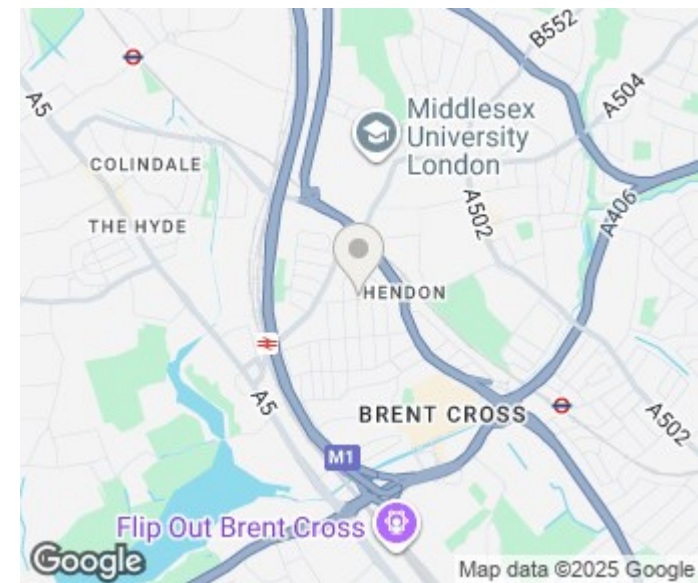 B552
A504
A5
Middlesex
University
London
COLINDALE
A502
A406
THE HYDE
HENDON
A5
BRENT CROSS
A502
M1
Flip Out Brent Cross
Google
Map data ©2025 Google